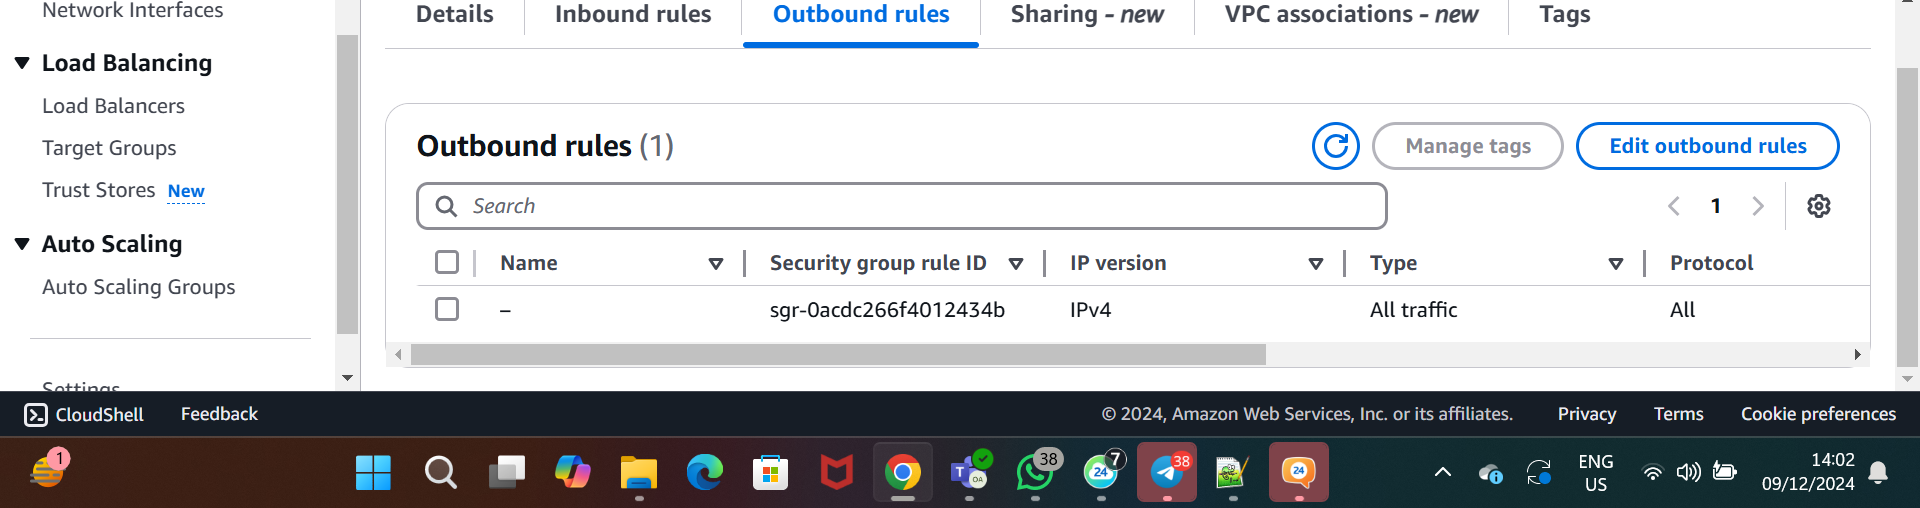 Network Interfaces
Load Balancing
Load Balancers
Target Groups
Trust Stores New
Auto Scaling
Auto Scaling Groups
Settings
Details Inbound rules Outbound rules Sharing - new VPC associations - new Tags
Outbound rules (1)
Manage tags Edit outbound rules
Search
1
Name Security group rule ID IP version Type Protocol
– sgr-0acdc266f4012434b IPv4 All traffic All
CloudShell Feedback © 2024, Amazon Web Services, Inc. or its affiliates. Privacy Terms Cookie preferences
1
38
24 7
38
24
T
OA
ENG
US
14:02
09/12/2024